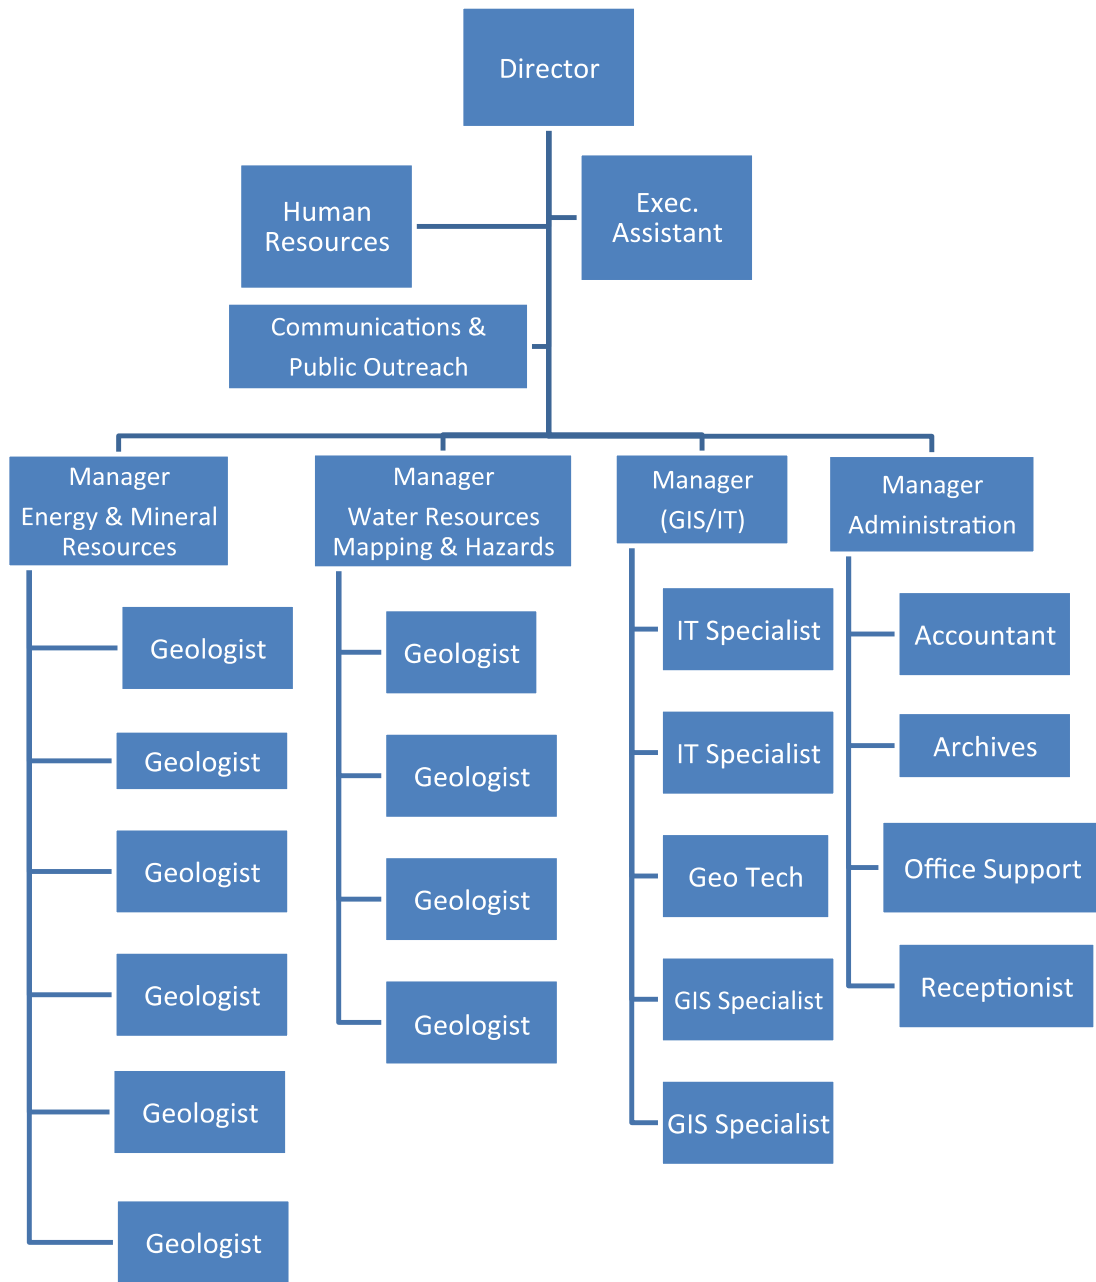 Director
Human
Resources
Exec.
Assistant
Communications &
Public Outreach
Manager
Energy & Mineral
Resources
Geologist
Geologist
Geologist
Geologist
Geologist
Geologist
Manager
Water Resources
Mapping & Hazards
Geologist
Geologist
Geologist
Geologist
Manager
(GIS/IT)
IT Specialist
IT Specialist
Geo Tech
GIS Specialist
GIS Specialist
Manager
Administration
Accountant
Archives
Office Support
Receptionist